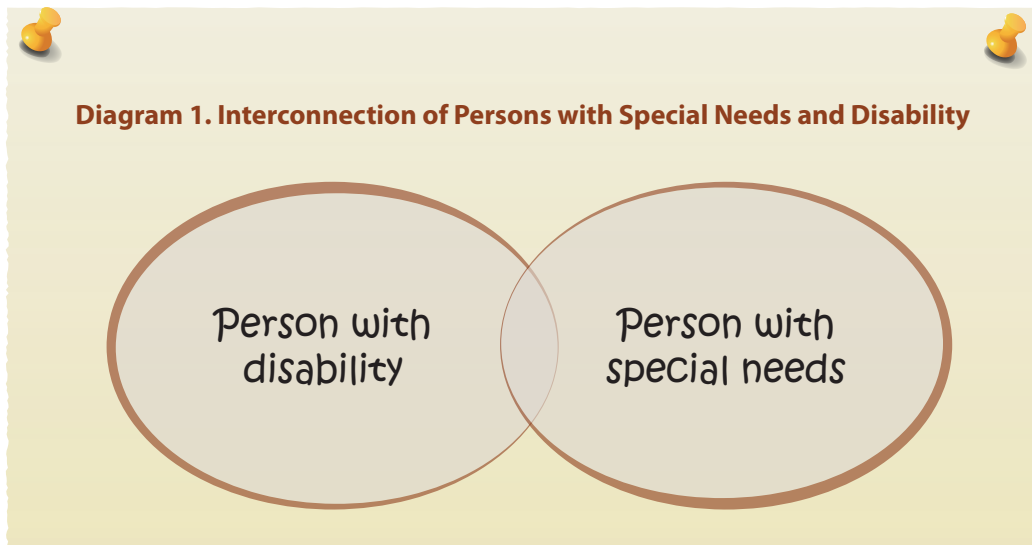 Diagram 1. Interconnection of Persons with Special Needs and Disability
Person with
disability
Person with
special needs